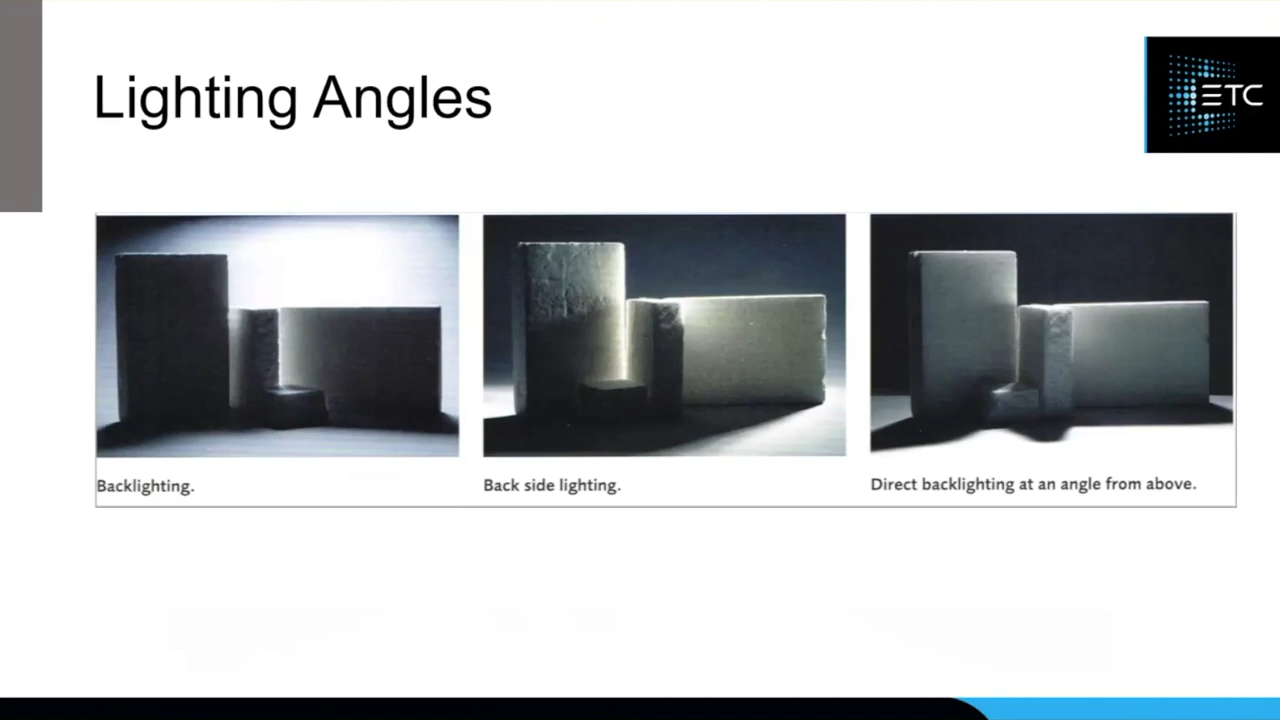 Lighting Angles
ETC
Backlighting.
Back side lighting.
Direct backlighting at an angle from above.